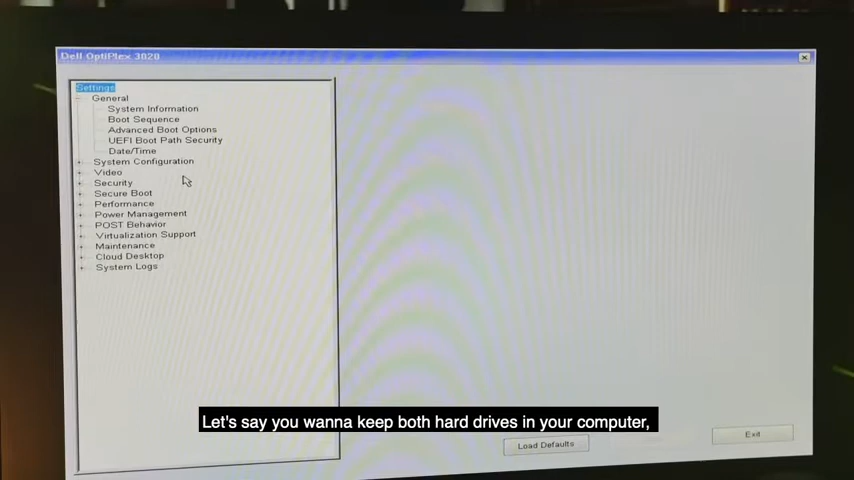 Dell OptiPlex 3020
Settings
General
System Information
Boot Sequence
Advanced Boot Options
UEFI Boot Path Security
Date/Time
System Configuration
Video
Security
Secure Boot
Performance
Power Management
POST Behavior
Virtualization Support
Maintenance
Cloud Desktop
System Logs
Let's say you wanna keep both hard drives in your computer,
Load Defaults
Exit